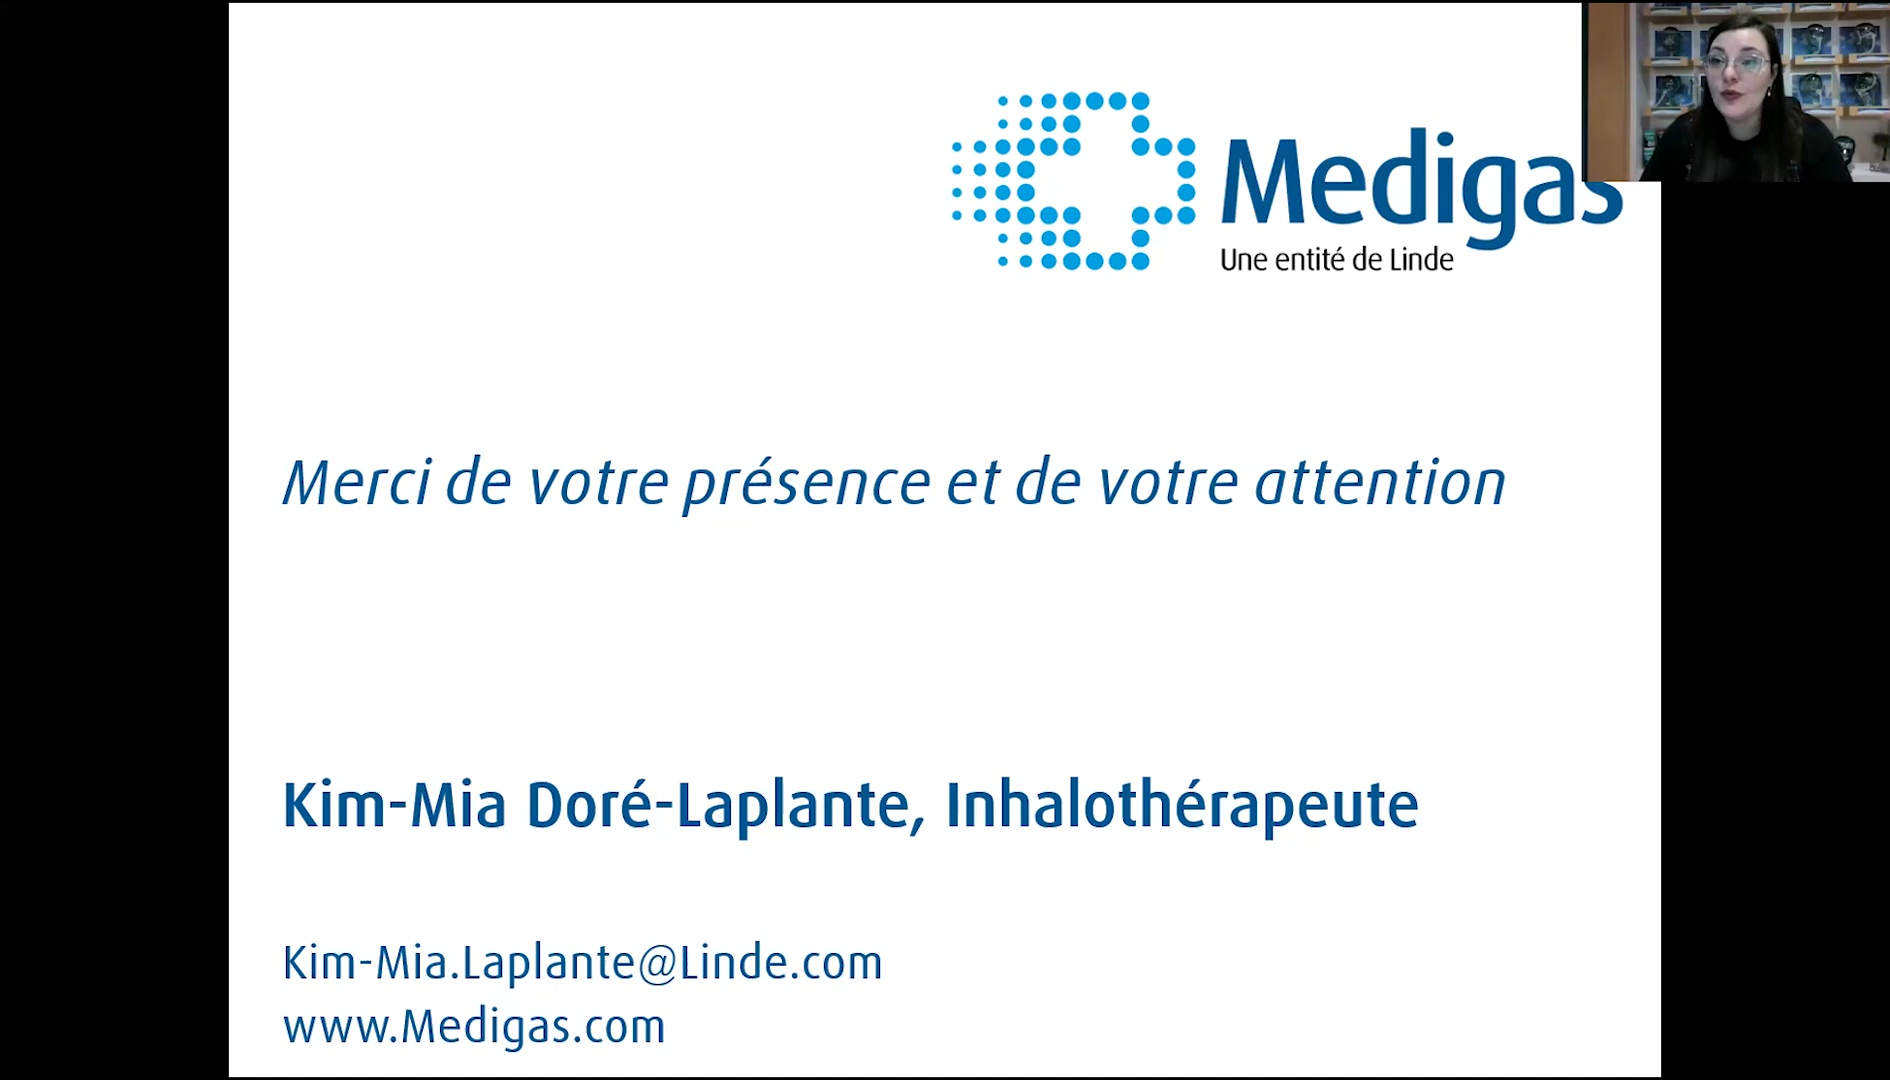 Medigas
Une entité de Linde
Merci de votre présence et de votre attention
Kim-Mia Doré-Laplante, Inhalothérapeute
Kim-Mia.Laplante@Linde.com
www.Medigas.com